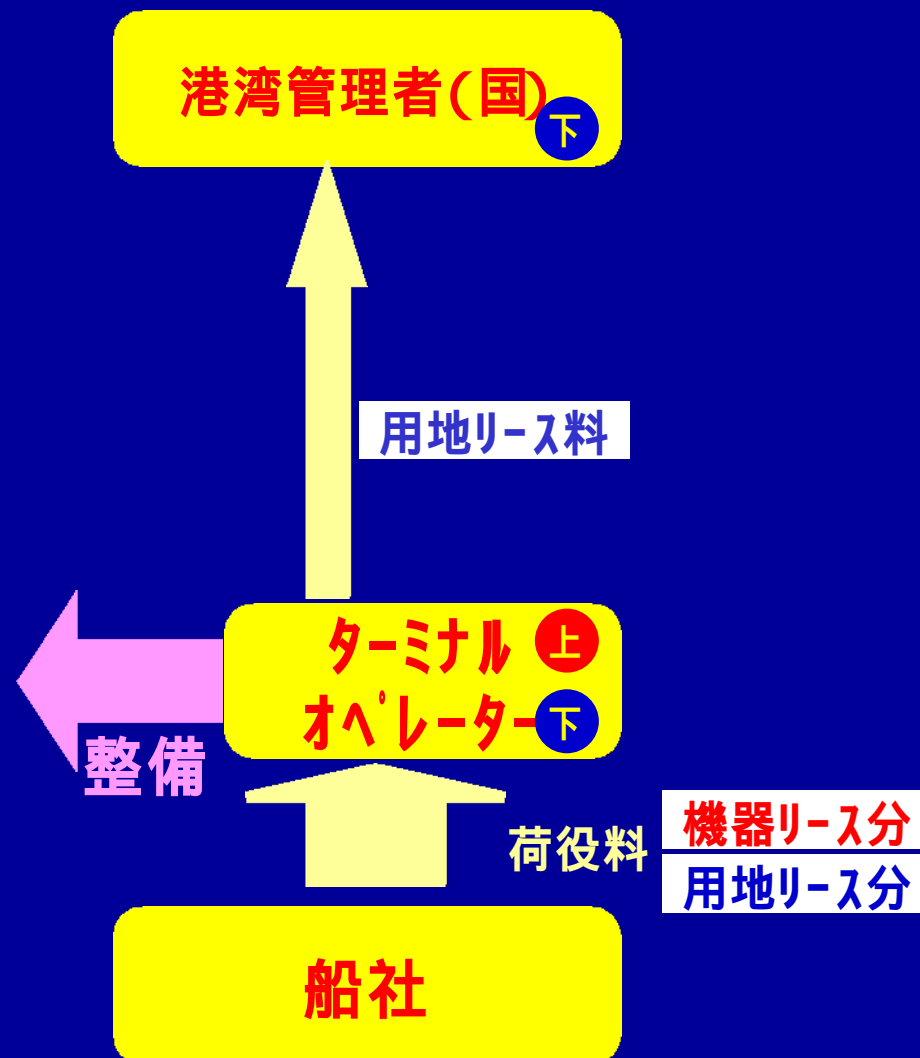 港湾管理者(国)
下
用地ﾘｰｽ料
ﾀｰﾐﾅﾙ 上
ｵﾍﾟﾚｰﾀｰ 下
整備
荷役料
機器ﾘｰｽ分
用地ﾘｰｽ分
船社